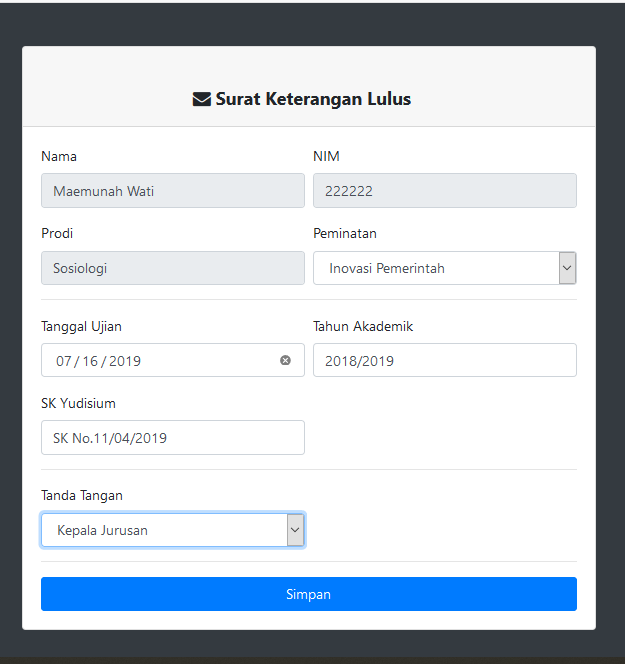 Surat Keterangan Lulus
Nama NIM
Maemunah Wati 222222
Prodi Peminatan
Sosiologi Inovasi Pemerintah
Tanggal Ujian Tahun Akademik
07 / 16 / 2019 2018/2019
SK Yudisium
SK No.11/04/2019
Tanda Tangan
Kepala Jurusan
Simpan